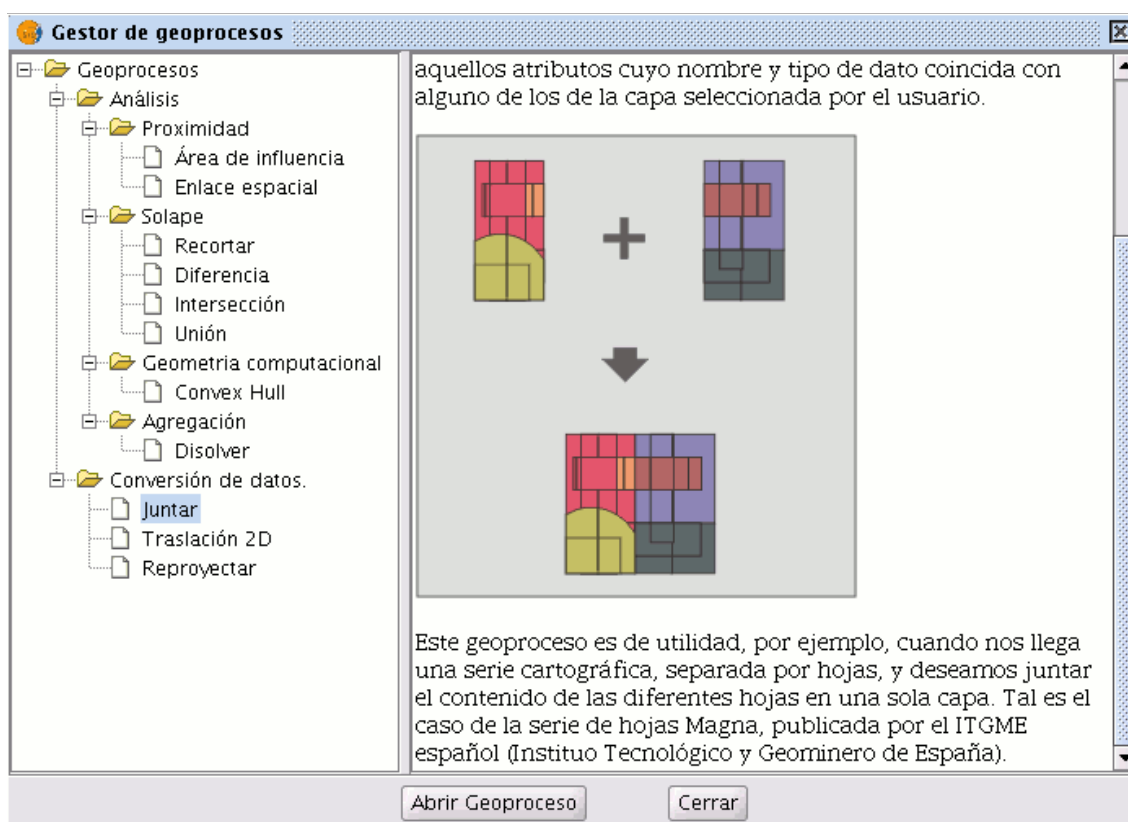 Gestor de geoprocesos
Geoprocesos
Análisis
Proximidad
Área de influencia
Enlace espacial
Solape
Recortar
Diferencia
Intersección
Unión
Geometria computacional
Convex Hull
Agregación
Disolver
Conversión de datos.
Juntar
Traslación 2D
Reproyectar
aquellos atributos cuyo nombre y tipo de dato coincida con
alguno de los de la capa seleccionada por el usuario.
Este geoproceso es de utilidad, por ejemplo, cuando nos llega
una serie cartográfica, separada por hojas, y deseamos juntar
el contenido de las diferentes hojas en una sola capa. Tal es el
caso de la serie de hojas Magna, publicada por el ITGME
español (Instituo Tecnológico y Geominero de España).
Abrir Geoproceso
Cerrar